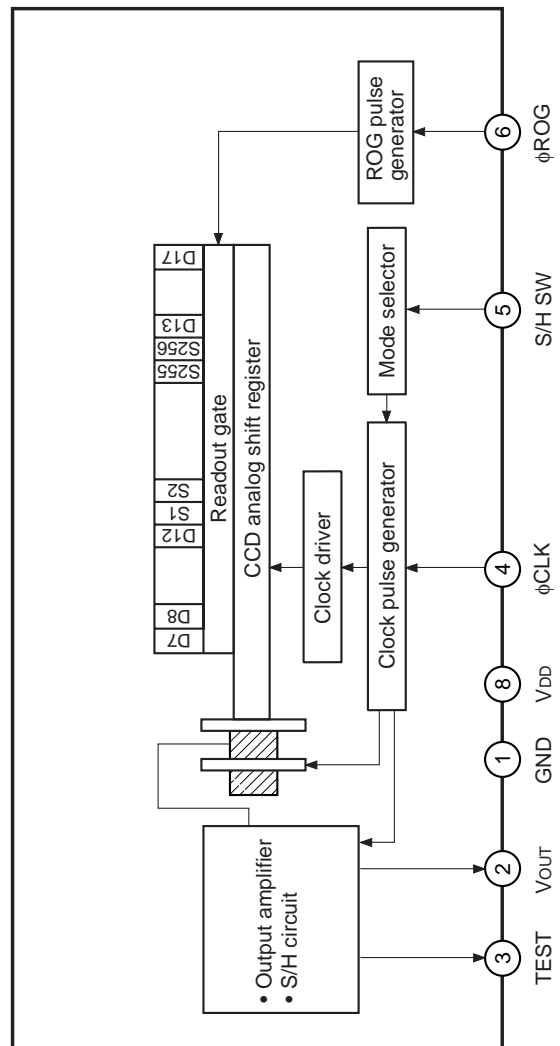 D7
D8
D12
S1
S2
S255
S256
D13
D17
Readout gate
CCD analog shift register
Clock driver
Clock pulse generator
Mode selector
ROG pulse
generator
• Output amplifier
• S/H circuit
3
2
1
8
4
5
6
TEST
VOUT
GND
VDD
ϕCLK
S/H SW
ϕROG